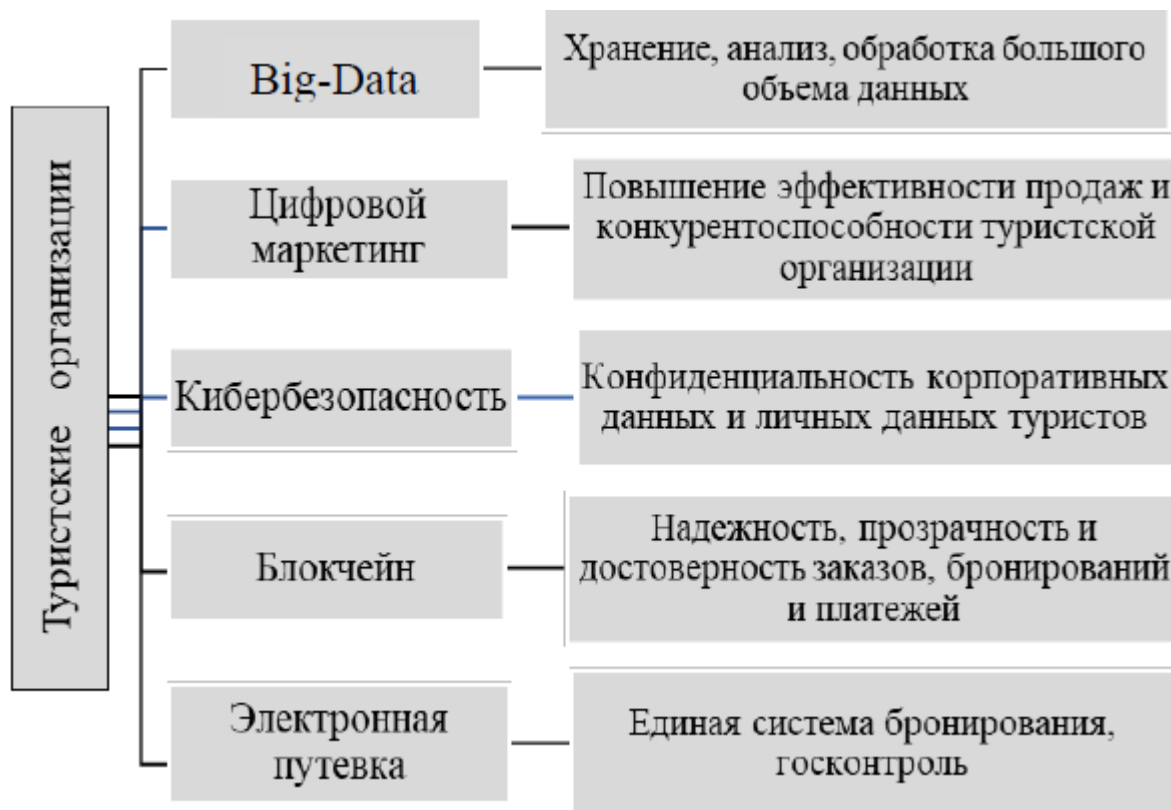 Туристские организации
Big-Data
Хранение, анализ, обработка большого
объема данных
Цифровой
маркетинг
Повышение эффективности продаж и
конкурентоспособности туристской
организации
Кибербезопасность
Конфиденциальность корпоративных
данных и личных данных туристов
Блокчейн
Надежность, прозрачность и
достоверность заказов, бронирований
и платежей
Электронная
путевка
Единая система бронирования,
госконтроль